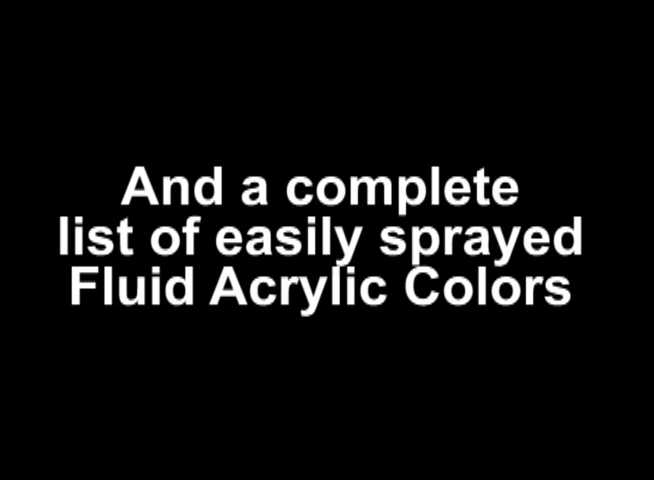 And a complete
list of easily sprayed
Fluid Acrylic Colors